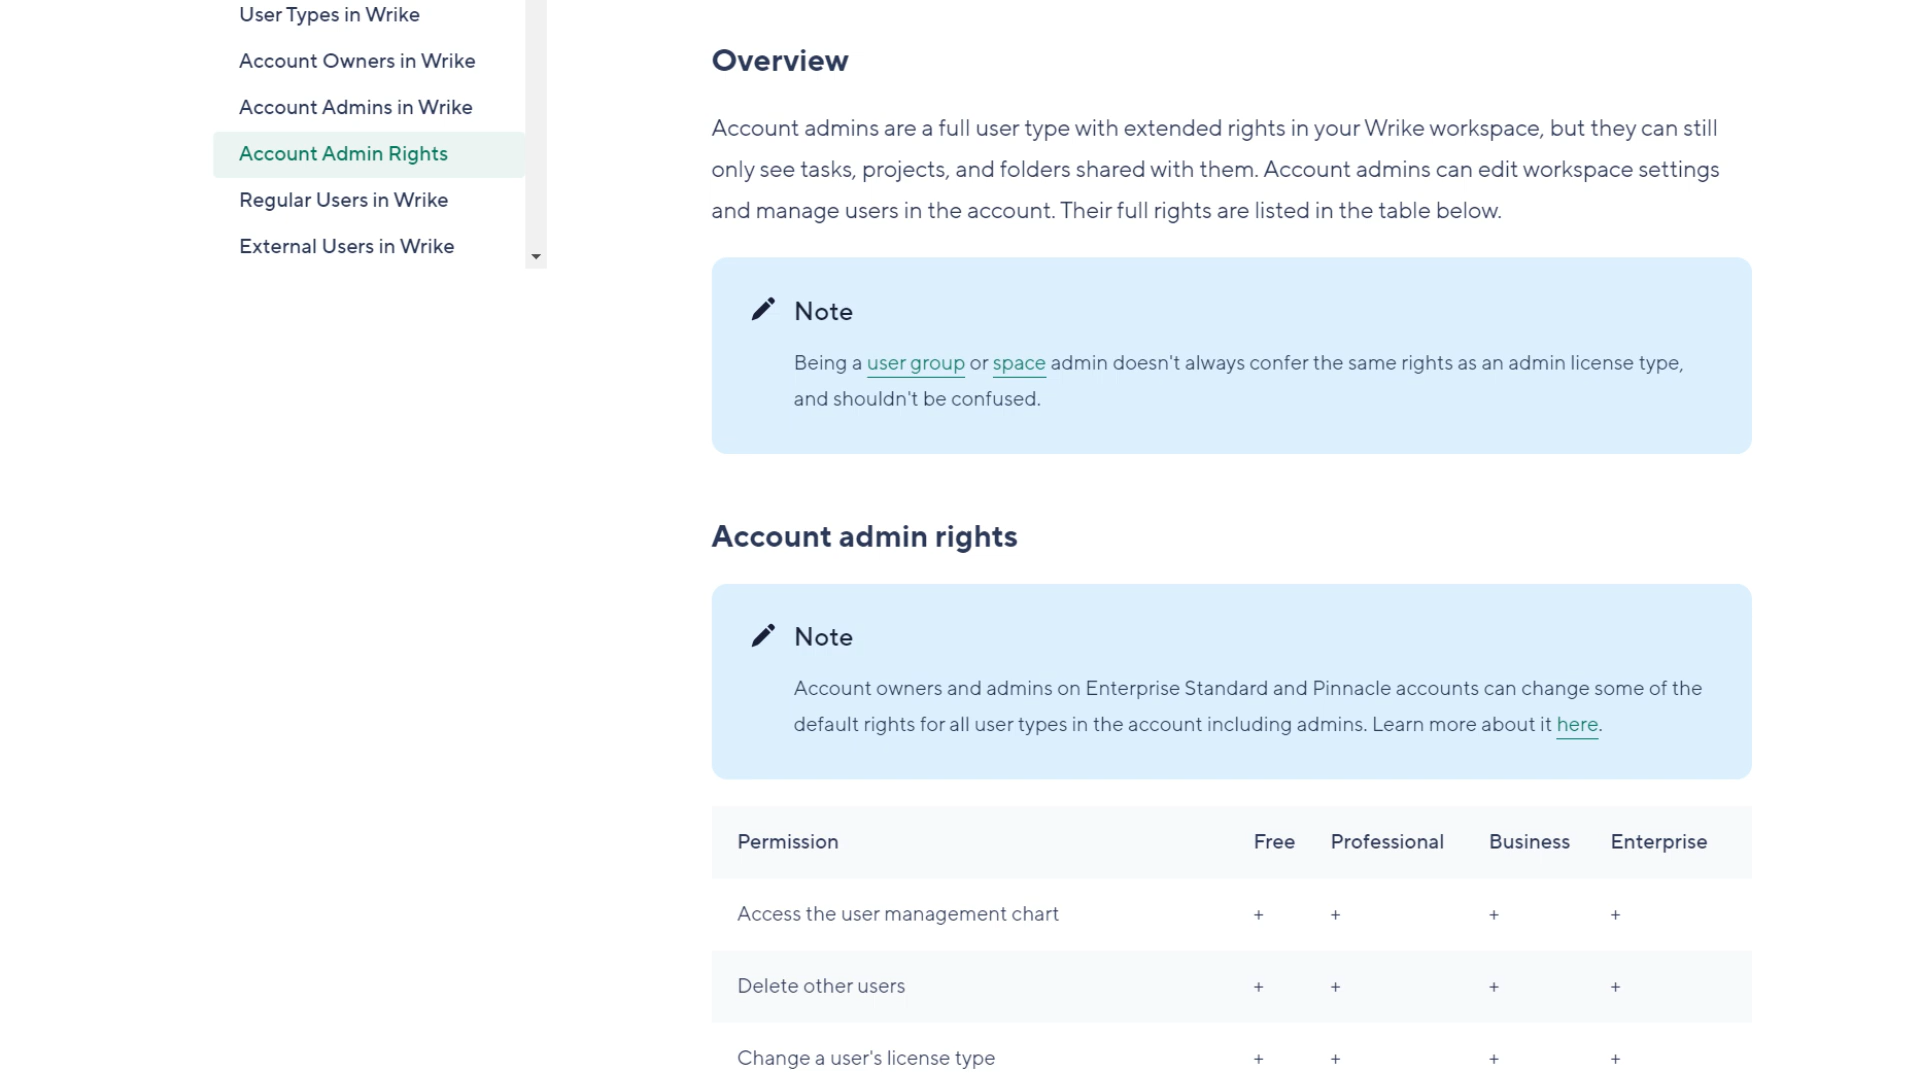 User Types in Wrike
Account Owners in Wrike
Account Admins in Wrike
Account Admin Rights
Regular Users in Wrike
External Users in Wrike
Overview
Account admins are a full user type with extended rights in your Wrike workspace, but they can still
only see tasks, projects, and folders shared with them. Account admins can edit workspace settings
and manage users in the account. Their full rights are listed in the table below.
Note
Being a user group or space admin doesn't always confer the same rights as an admin license type,
and shouldn't be confused.
Account admin rights
Note
Account owners and admins on Enterprise Standard and Pinnacle accounts can change some of the
default rights for all user types in the account including admins. Learn more about it here.
Permission Free Professional Business Enterprise
Access the user management chart + + + +
Delete other users + + + +
Change a user's license type + + + +